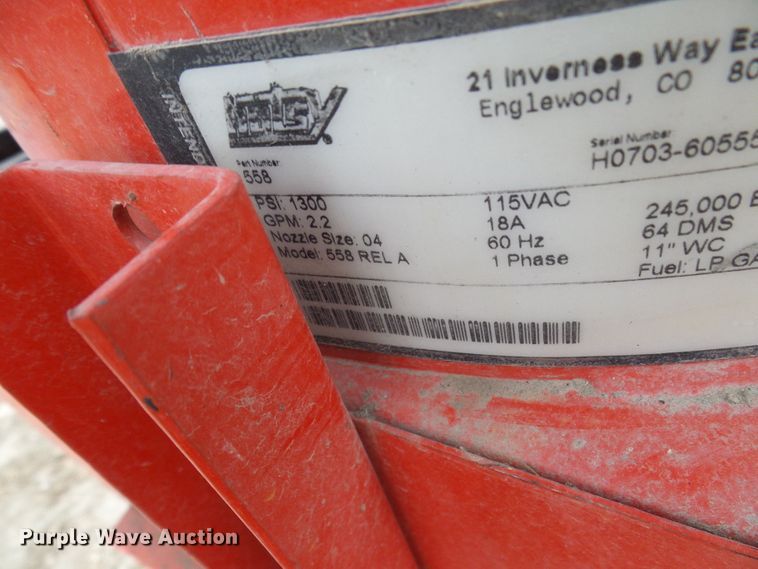 21 Inverness Way Ea
Englewood, CO 80
HOTSY
INTEND
Part Number: Serial Number
558 H0703-60555
PSI: 1300 115VAC 245,000 B
GPM: 2.2 18A 64 DMS
Nozzle Size: 04 60 Hz 11" WC
Model: 558 REL A 1 Phase Fuel: LP GA
Purple Wave Auction